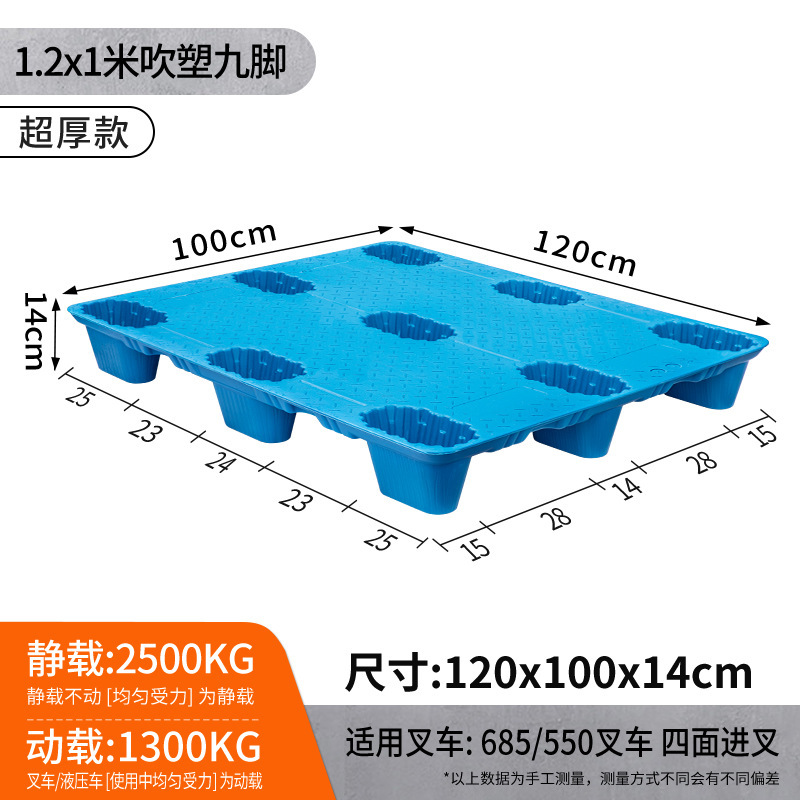 1.2x1米吹塑九脚
超厚款
100cm
120cm
14cm
25
23
24
23
25
15
28
14
28
15
静载:2500KG
静载不动 [均匀受力] 为静载
动载:1300KG
叉车/液压车 [使用中均匀受力] 为动载
尺寸:120x100x14cm
适用叉车: 685/550叉车 四面进叉
*以上数据为手工测量，测量方式不同会有不同偏差